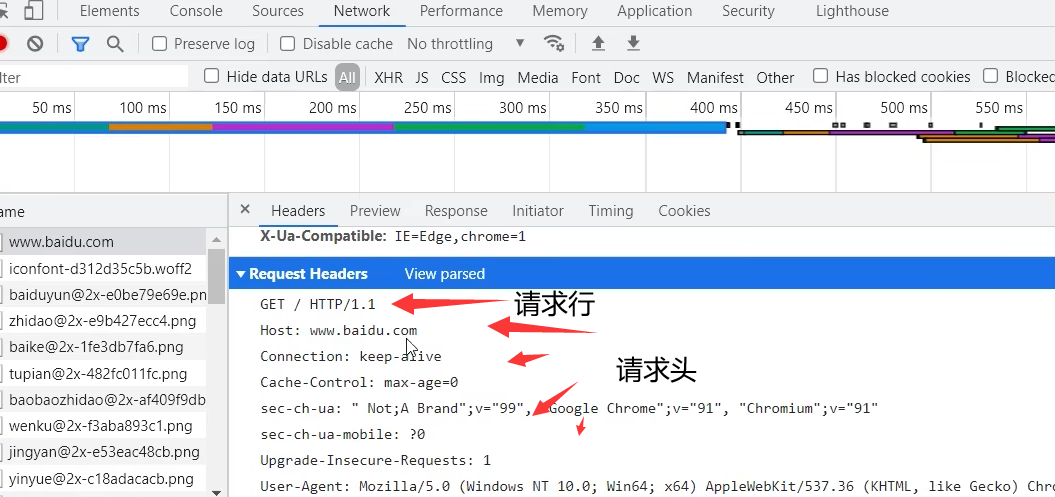 Elements Console Sources Network Performance Memory Application Security Lighthouse
Preserve log Disable cache No throttling
Hide data URLs All XHR JS CSS Img Media Font Doc WS Manifest Other Has blocked cookies Blocked
50 ms 100 ms 150 ms 200 ms 250 ms 300 ms 350 ms 400 ms 450 ms 500 ms 550 ms
ame × Headers Preview Response Initiator Timing Cookies
www.baidu.com
iconfont-d312d35c5b.woff2
baiduyun@2x-e0be79e69e.pn
zhidao@2x-e9b427ecc4.png
baike@2x-1fe3db7fa6.png
tupian@2x-482fc011fc.png
baobaozhidao@2x-af409f9db
wenku@2x-f3aba893c1.png
jingyan@2x-e53eac48cb.png
yinyue@2x-c18adacacb.png
X-Ua-Compatible: IE=Edge,chrome=1
Request Headers View parsed
GET / HTTP/1.1 请求行
Host: www.baidu.com
Connection: keep-alive
请求头
Cache-Control: max-age=0
sec-ch-ua: " Not;A Brand";v="99", "Google Chrome";v="91", "Chromium";v="91"
sec-ch-ua-mobile: ?0
Upgrade-Insecure-Requests: 1
User-Agent: Mozilla/5.0 (Windows NT 10.0; Win64; x64) AppleWebKit/537.36 (KHTML, like Gecko) Chro